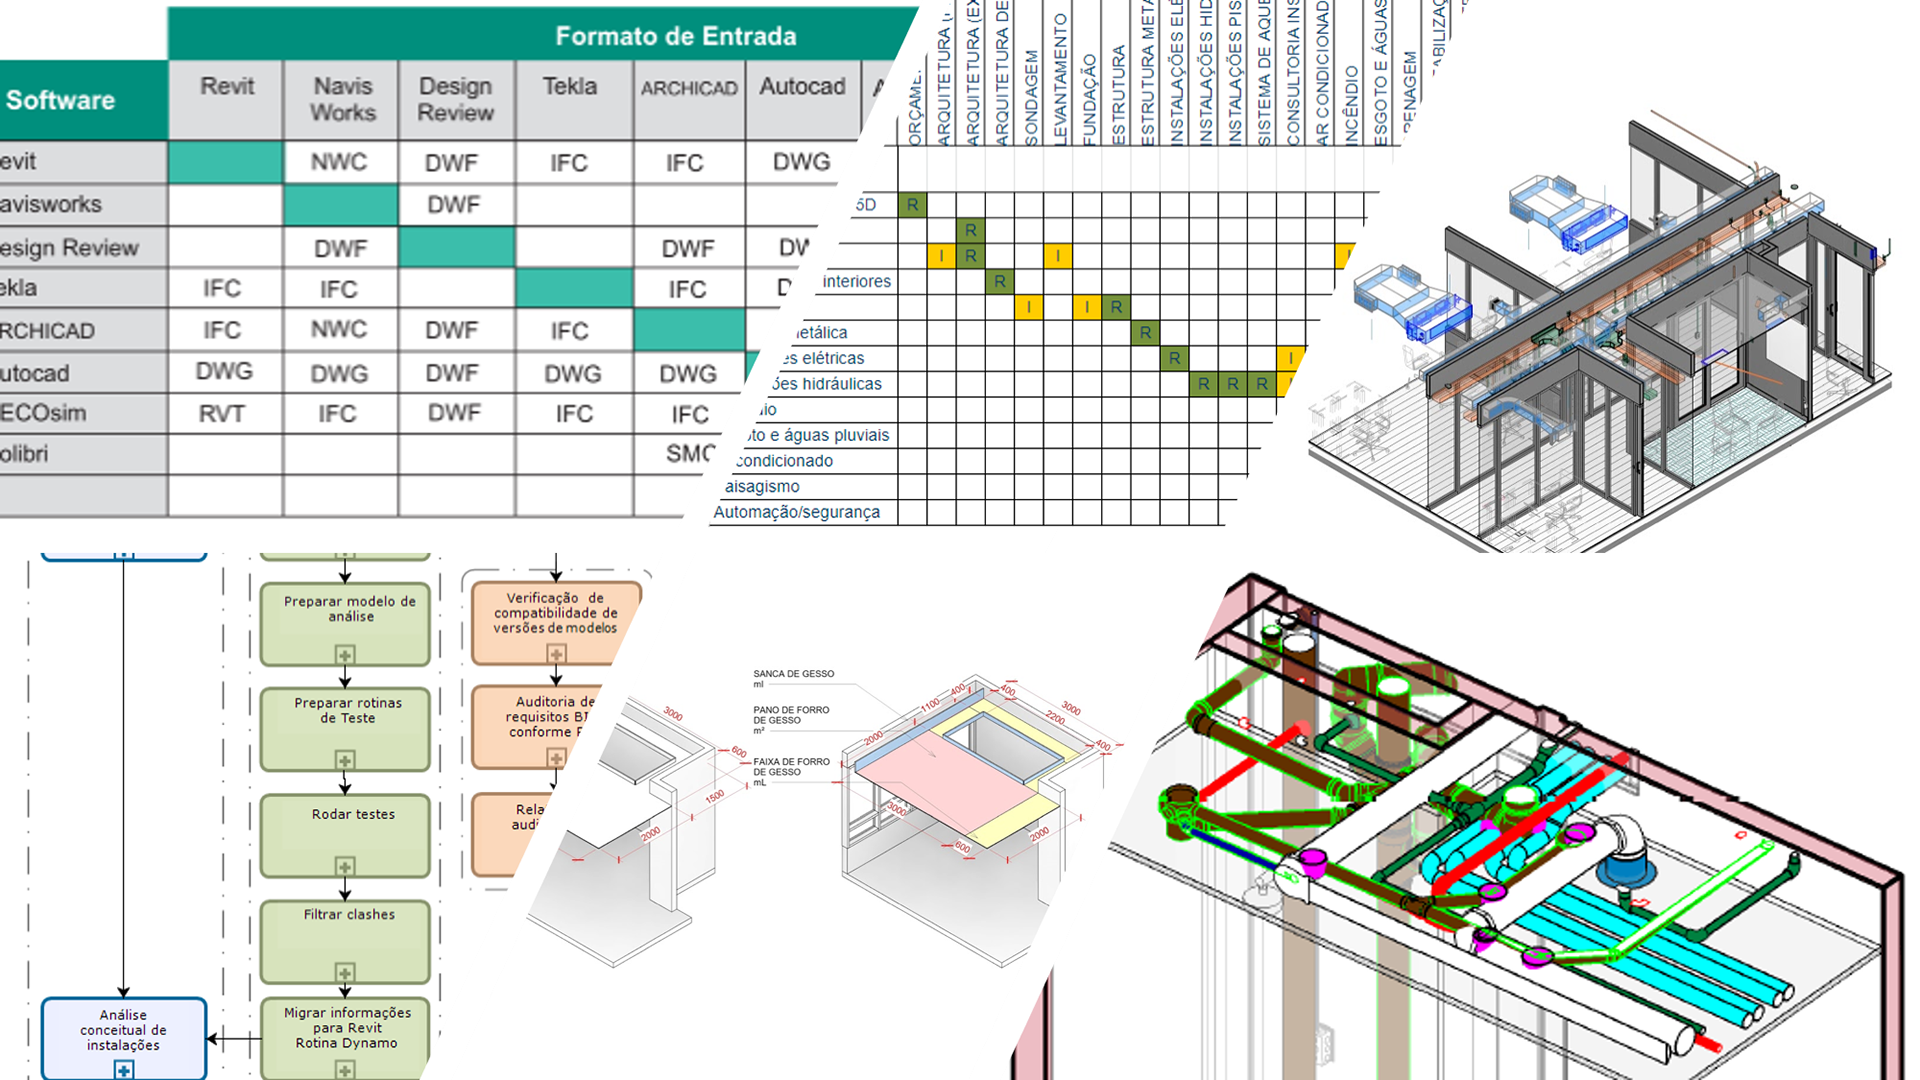 Formato de Entrada
Software Revit Navis Works Design Review Tekla ARCHICAD Autocad
evit NWC DWF IFC IFC DWG
avisworks DWF
esign Review DWF DWF DW
ekla IFC IFC IFC
RCHICAD IFC NWC DWF IFC
utocad DWG DWG DWF DWG DWG
ECOsim RVT IFC DWF IFC IFC
olibri SMC
ORÇAME
ARQUITETURA (
ARQUITETURA (EX
ARQUITETURA DE
SONDAGEM
LEVANTAMENTO
FUNDAÇÃO
ESTRUTURA
ESTRUTURA META
INSTALAÇÕES ELÉ
INSTALAÇÕES HID
INSTALAÇÕES PIS
SISTEMA DE AQUE
CONSULTORIA INS
AR CONDICIONAD
INCÊNDIO
ESGOTO E ÁGUAS
RENAGEM
ABILIZAÇ
5D R
R
I R I I
interiores R
I I R
etálica R
es elétricas R I
ões hidráulicas R R R
io
to e águas pluviais
condicionado
aisagismo
Automação/segurança
Preparar modelo de
análise
Preparar rotinas
de Teste
Rodar testes
Filtrar clashes
Migrar informações
para Revit
Rotina Dynamo
Análise
conceitual de
instalações
Verificação de
compatibilidade de
versões de modelos
Auditoria de
requisitos BI
conforme
Rela
audi
3000
600
1500
2000
SANCA DE GESSO
ml
PANO DE FORRO
DE GESSO
m²
FAIXA DE FORRO
DE GESSO
mL
400
400
1100
3000
2200
2000
400
3000
600
2000